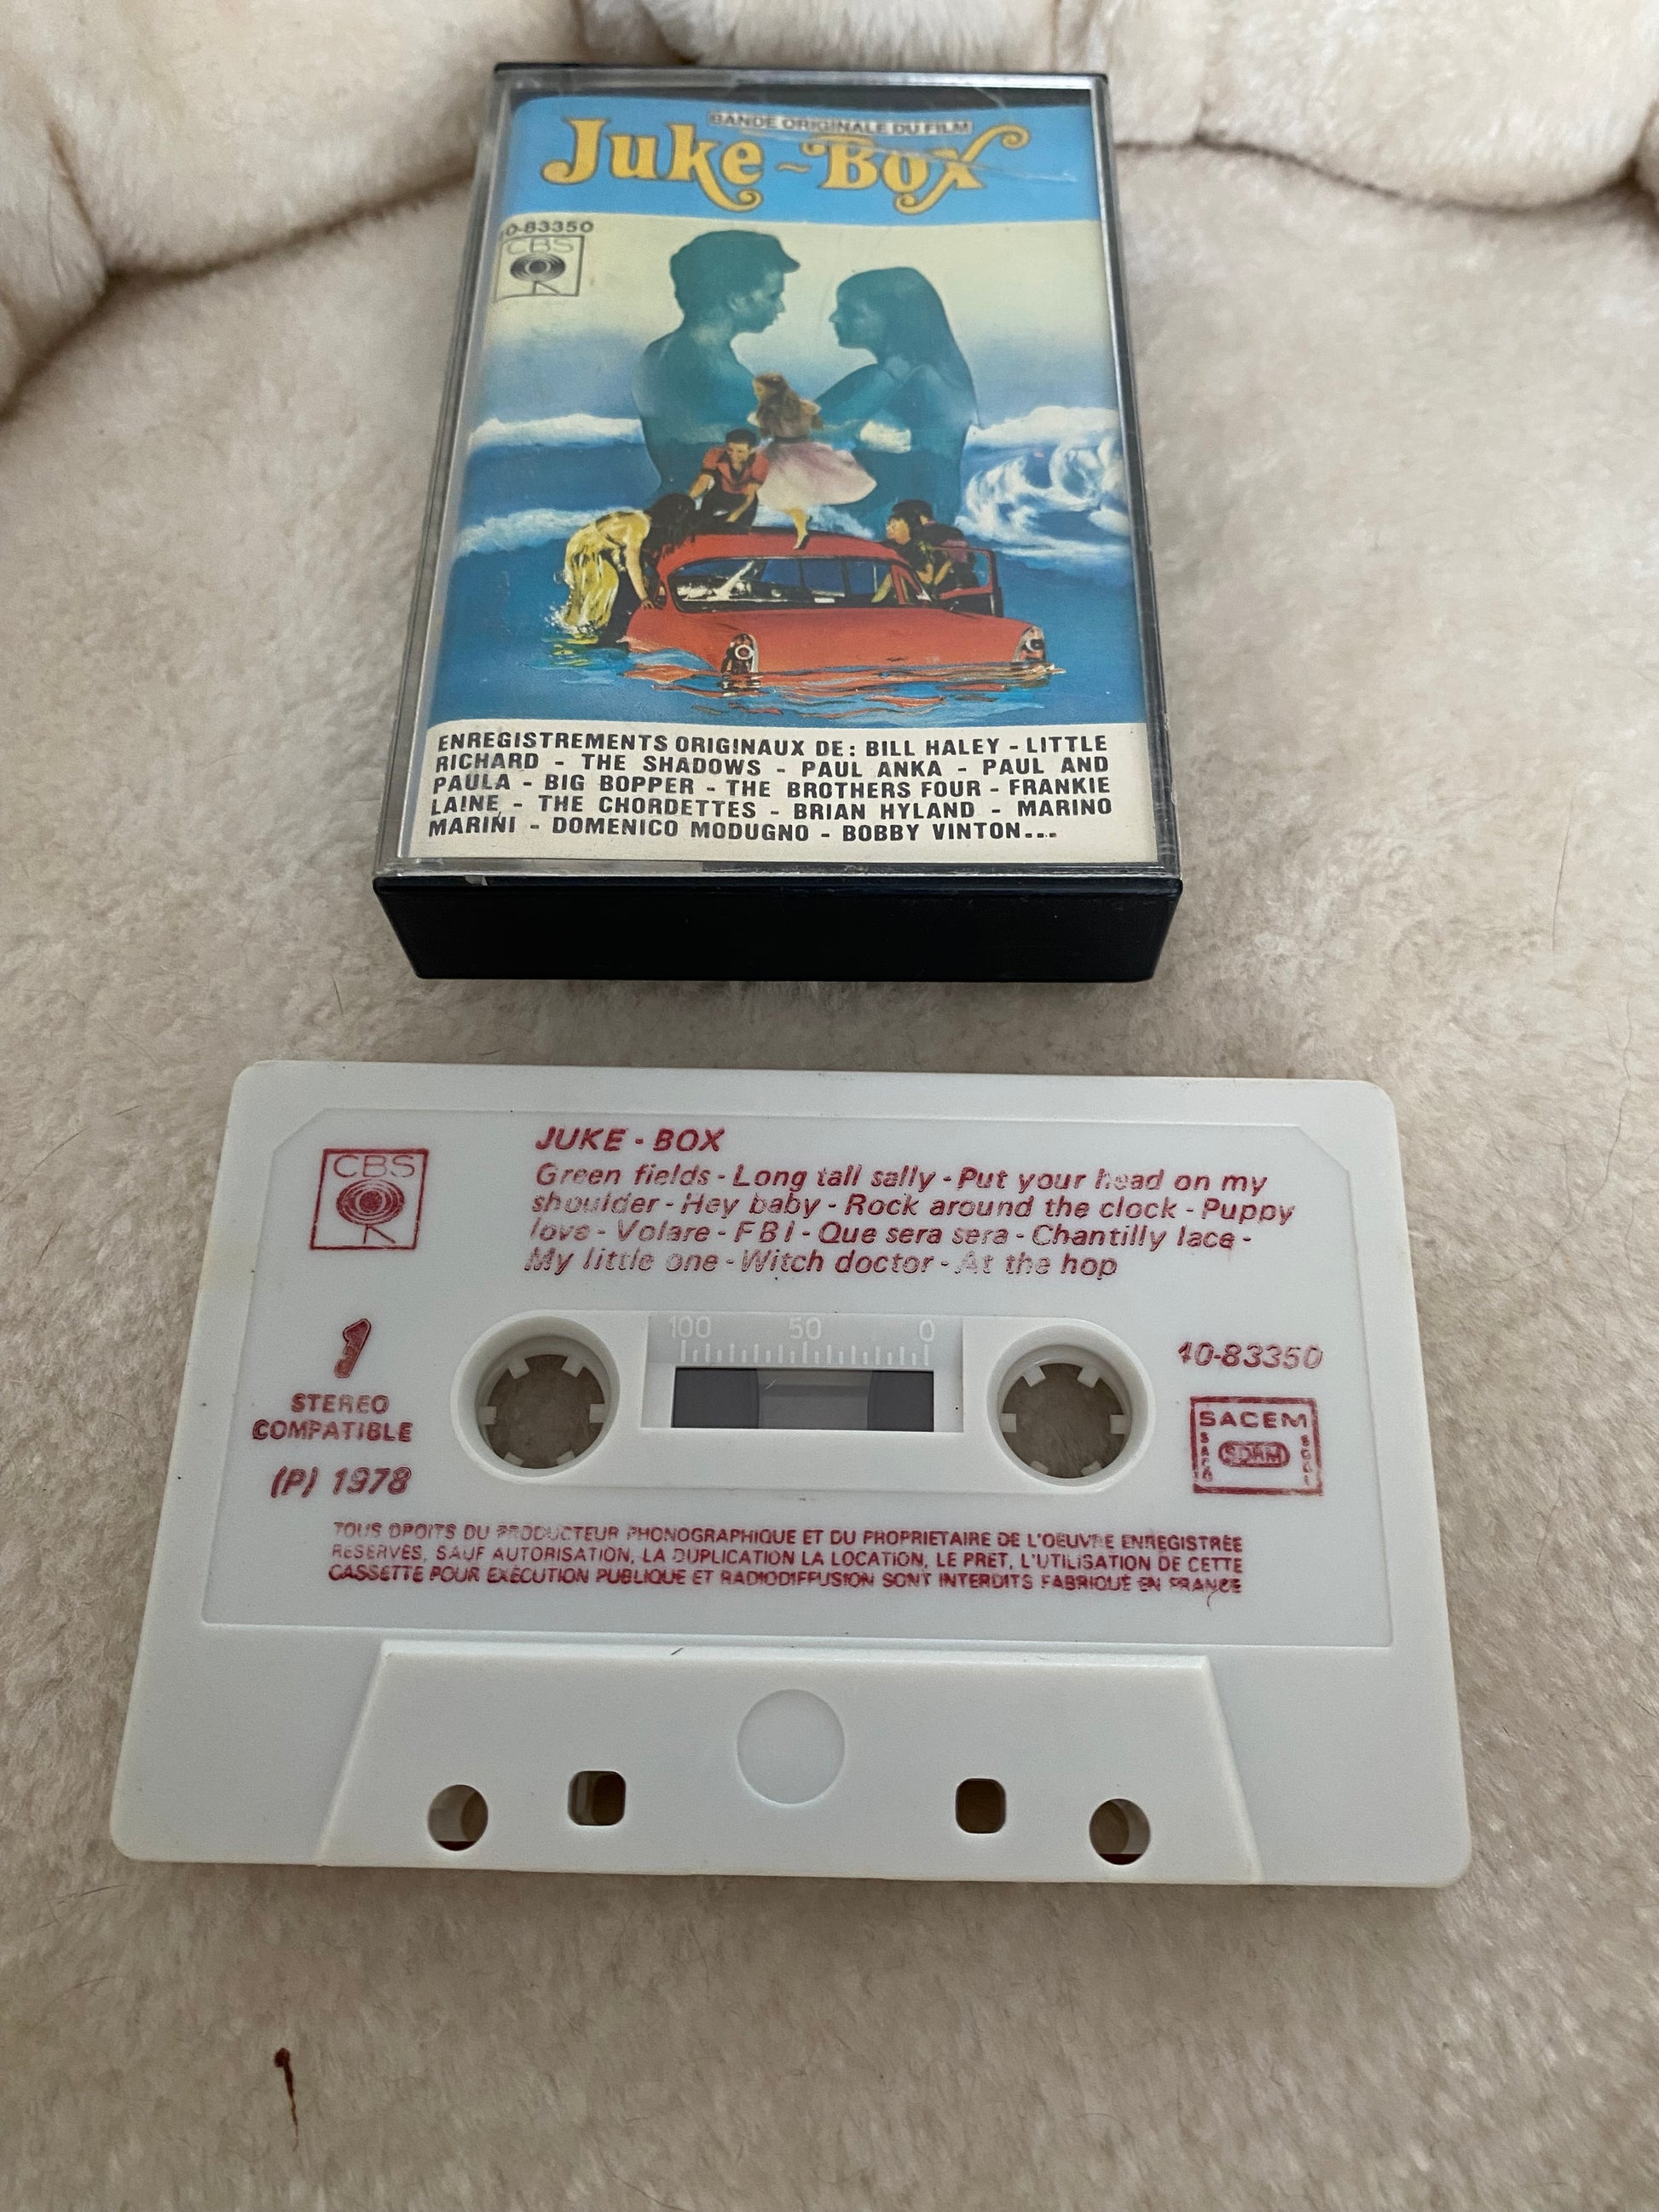 BANDE ORIGINALE DU FILM
Juke-Box
0-83350
CBS
ENREGISTREMENTS ORIGINAUX DE: BILL HALEY - LITTLE
RICHARD - THE SHADOWS - PAUL ANKA - PAUL AND
PAULA - BIG BOPPER - THE BROTHERS FOUR - FRANKIE
LAINE - THE CHORDETTES - BRIAN HYLAND - MARINO
MARINI - DOMENICO MODUGNO - BOBBY VINTON...
JUKE - BOX
CBS
Green fields - Long tall sally - Put your head on my
shoulder - Hey baby - Rock around the clock - Puppy
love - Volare - F B I - Que sera sera - Chantilly lace -
My little one - Witch doctor - At the hop
100 50 0
1
40-83350
STEREO
COMPATIBLE
SACEM
SACD SDRM SGDL
(P) 1978
TOUS DROITS DU PRODUCTEUR PHONOGRAPHIQUE ET DU PROPRIETAIRE DE L'OEUVRE ENREGISTRÉE
RESERVES, SAUF AUTORISATION, LA DUPLICATION LA LOCATION, LE PRET, L'UTILISATION DE CETTE
CASSETTE POUR EXECUTION PUBLIQUE ET RADIODIFFUSION SONT INTERDITS FABRIQUÉ EN FRANCE